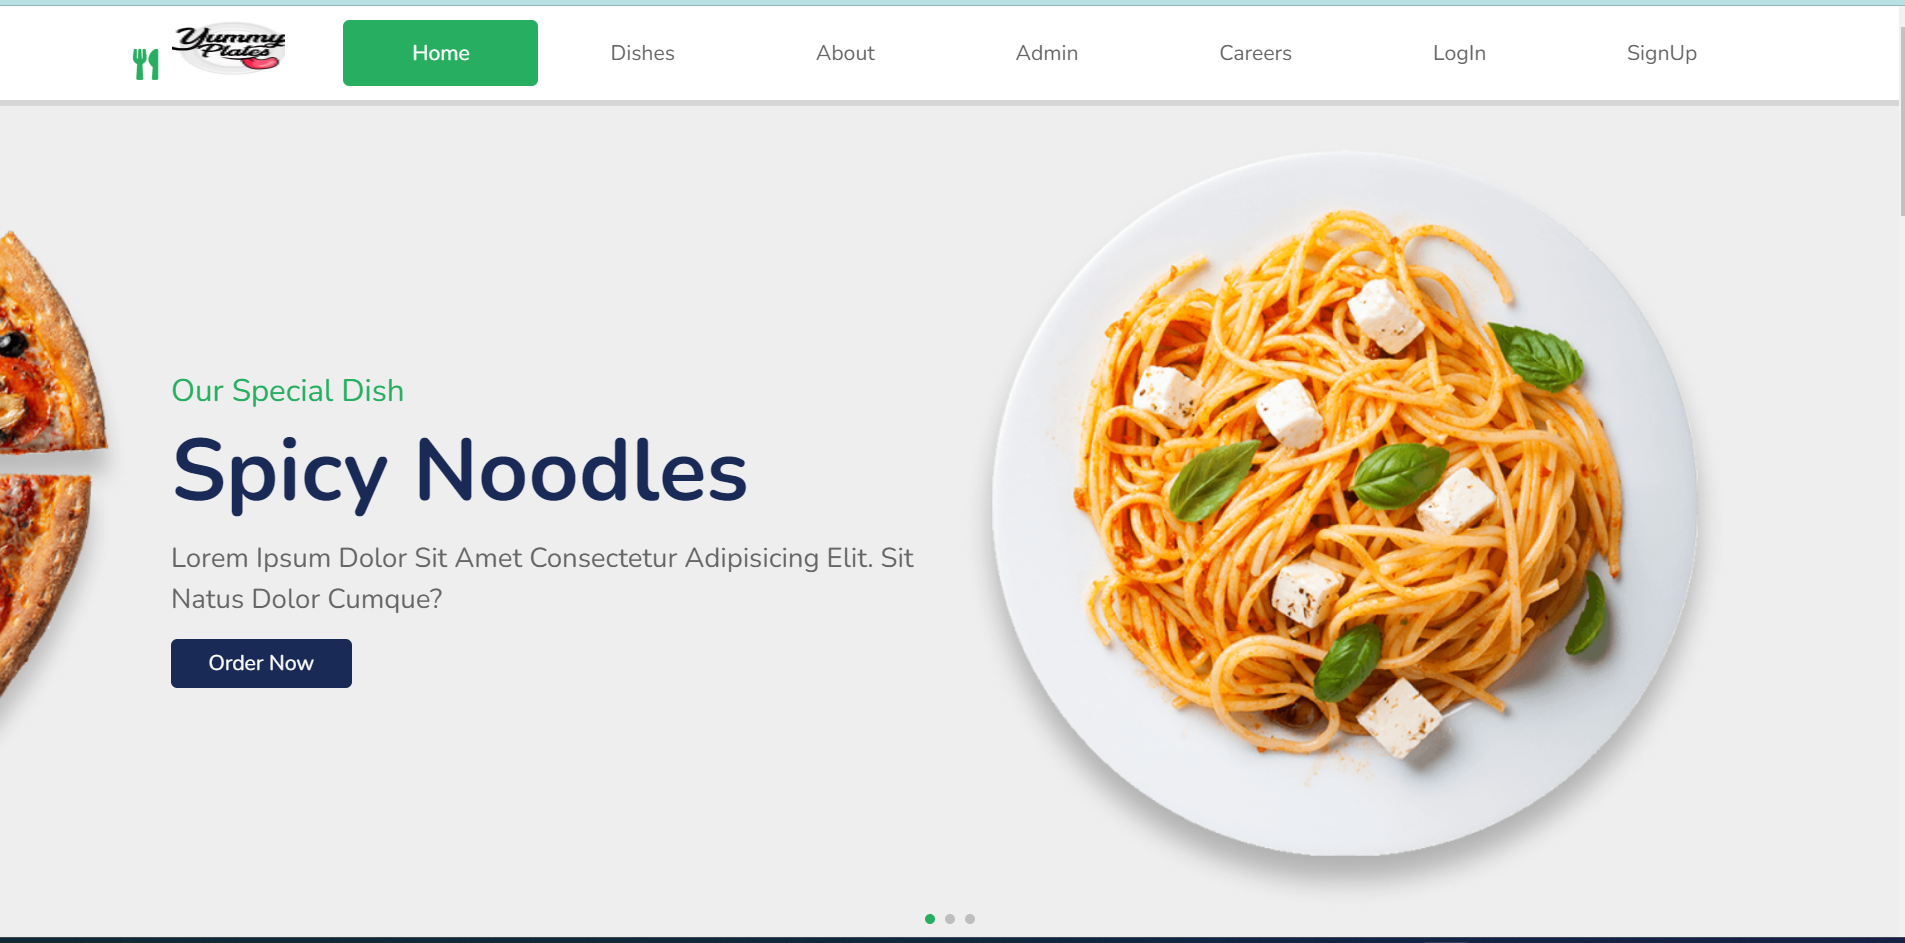 Yummy
Plates
Home
Dishes
About
Admin
Careers
LogIn
SignUp
Our Special Dish
Spicy Noodles
Lorem Ipsum Dolor Sit Amet Consectetur Adipisicing Elit. Sit
Natus Dolor Cumque?
Order Now